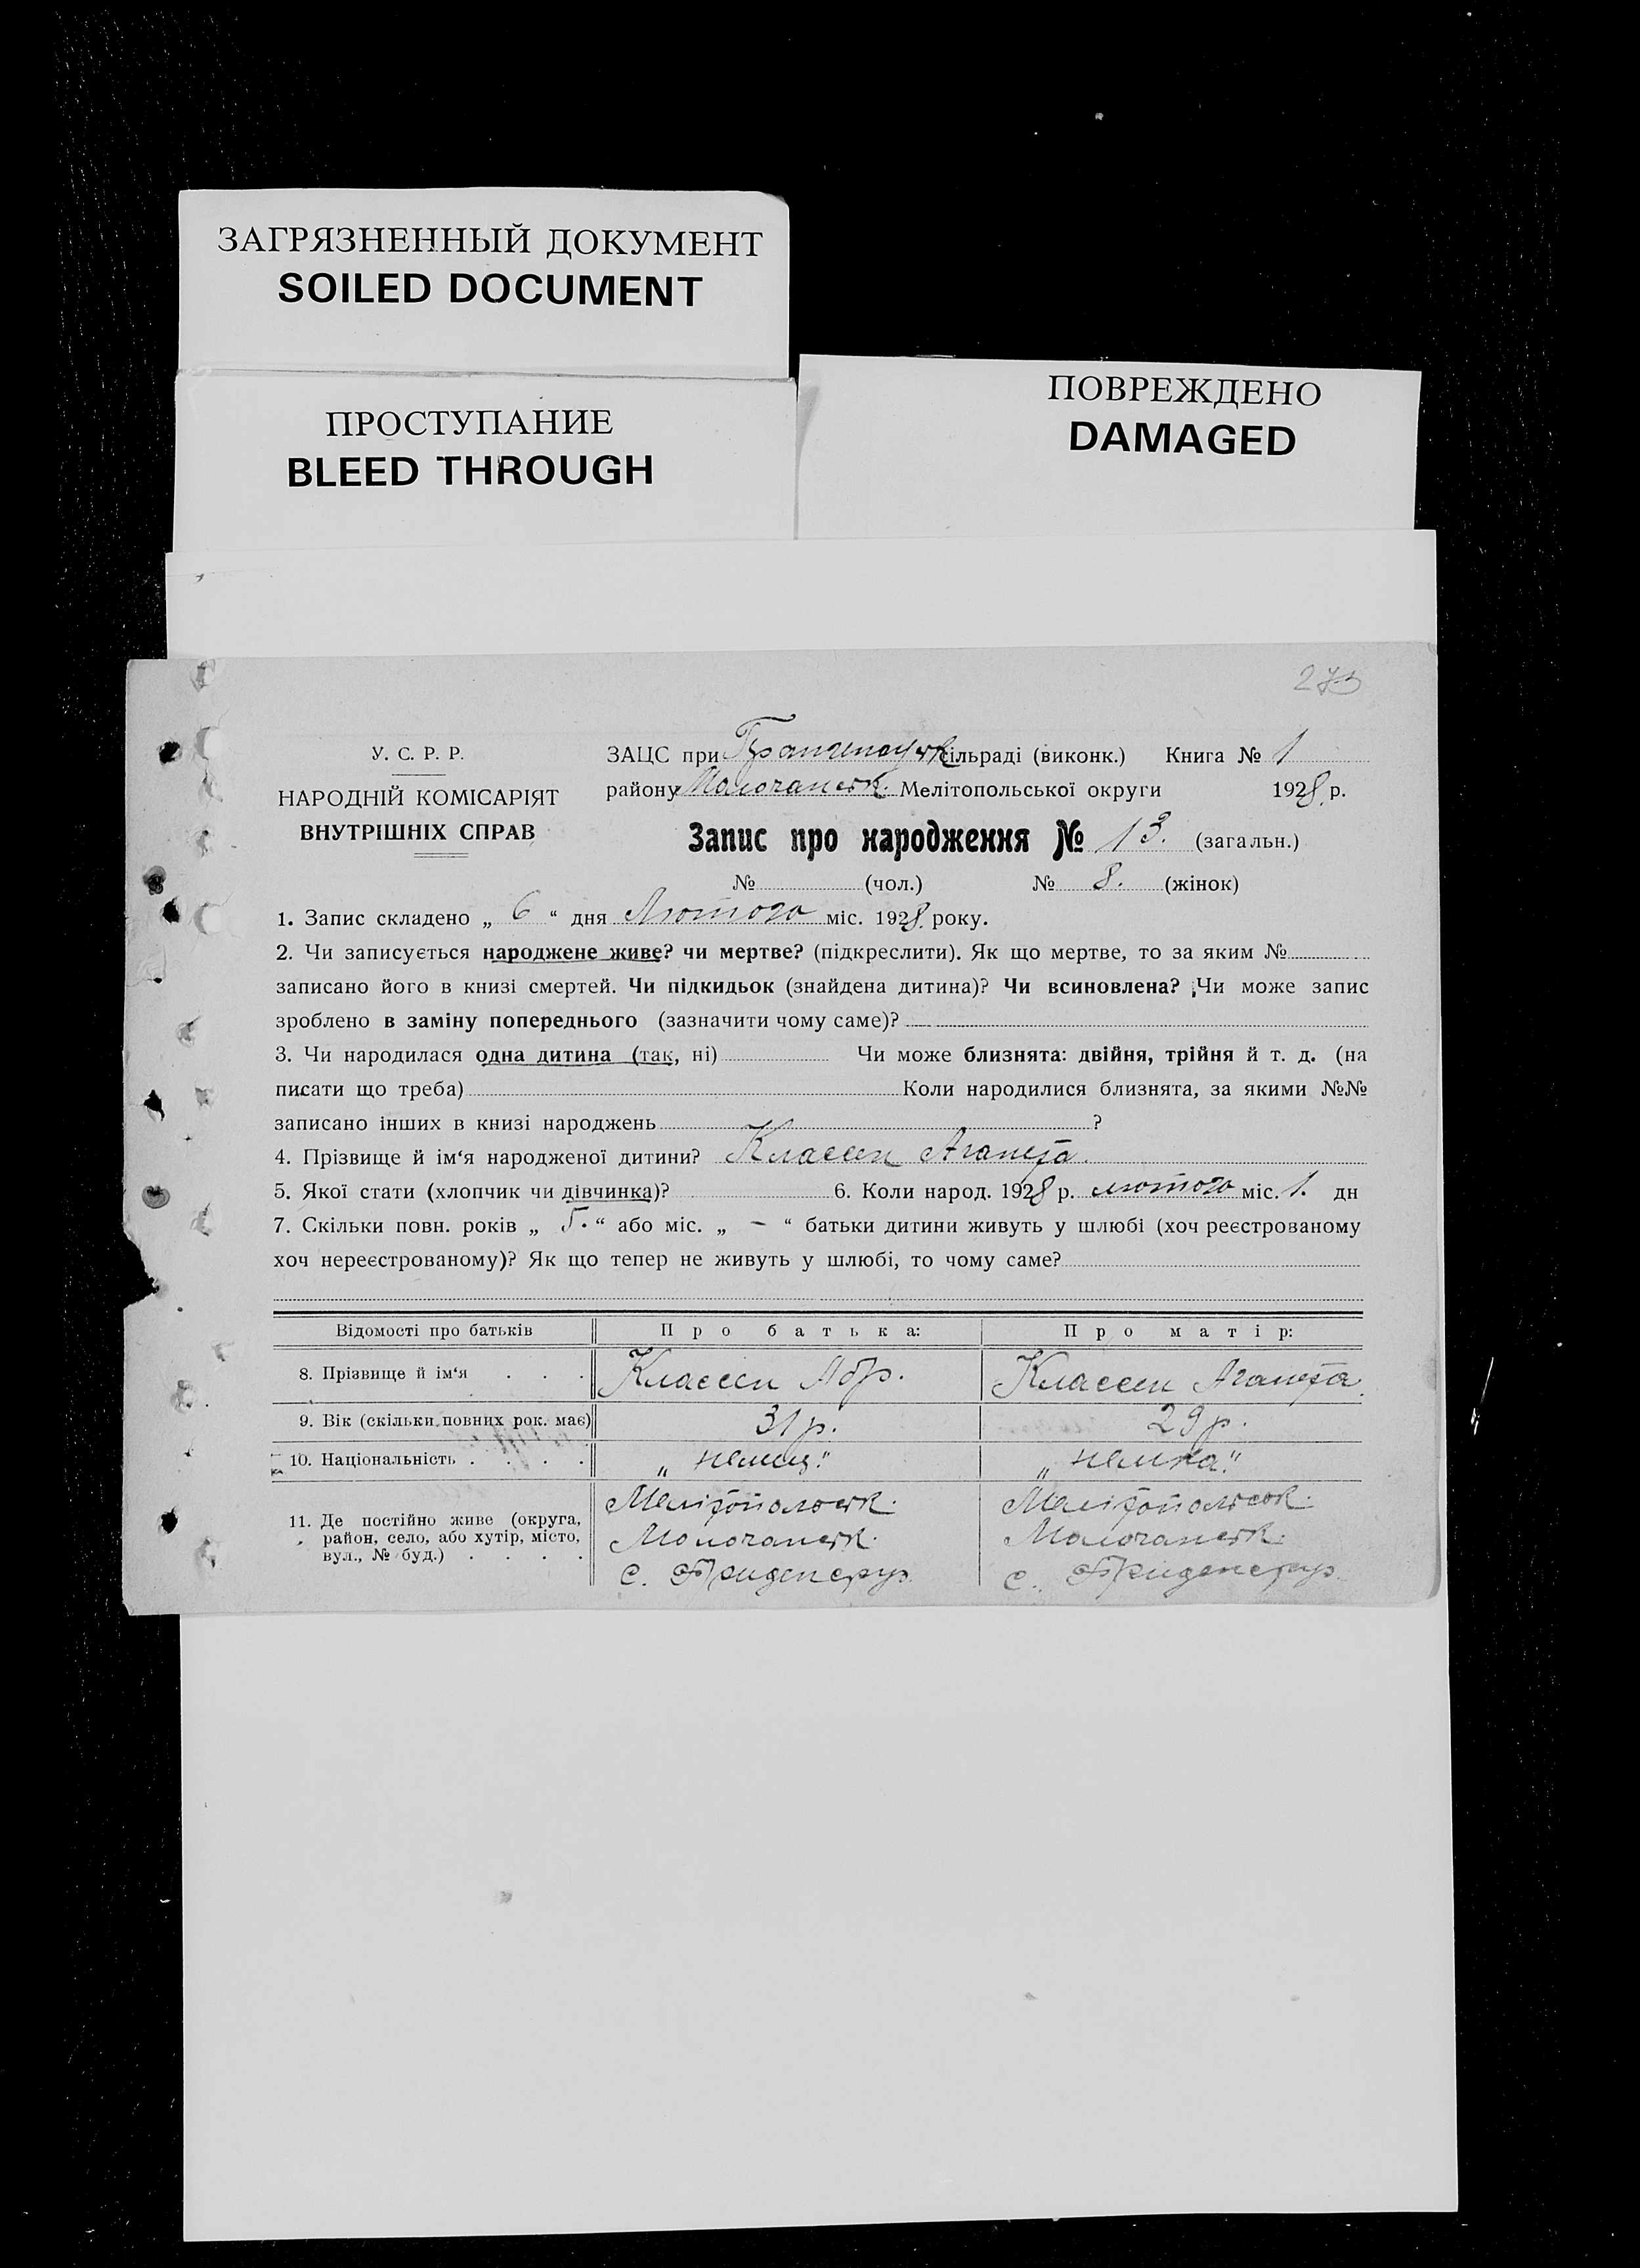 ЗАГРЯЗНЕННЫЙ ДОКУМЕНТ
SOILED DOCUMENT
ПОВРЕЖДЕНО
DAMAGED
ПРОСТУПАНИЕ
BLEED THROUGH
273
У. С. Р. Р.
НАРОДНІЙ КОМІСАРІЯТ
ВНУТРІШНІХ СПРАВ
ЗАЦС при сільраді (виконк.) Книга № 1
району Молочанськ. Мелітопольської округи 1928 р.
Запис про народження № 13. (загальн.)
№ (чол.) № 8. (жінок)
1. Запис складено „ 6 “ дня Лютого міс. 1928 року.
2. Чи записується народжене живе? чи мертве? (підкреслити). Як що мертве, то за яким №
записано його в книзі смертей. Чи підкидьок (знайдена дитина)? Чи всиновлена? Чи може запис
зроблено в заміну попереднього (зазначити чому саме)?
3. Чи народилася одна дитина (так, ні) Чи може близнята: двійня, трійня й т. д. (на
писати що треба) Коли народилися близнята, за якими №№
записано інших в книзі народжень ?
4. Прізвище й ім‘я народженої дитини? Классен Аганета.
5. Якої стати (хлопчик чи дівчинка)? 6. Коли народ. 1928 р. лютого міс. 1. дн
7. Скільки повн. років „ 5. “ або міс. „ – “ батьки дитини живуть у шлюбі (хоч реєстрованому
хоч нереєстрованому)? Як що тепер не живуть у шлюбі, то чому саме?
Відомості про батьків Про батька: Про матір:
8. Прізвище й ім‘я . . . Классен Абр. Классен Аганета.
9. Вік (скільки повних рок. має) 31 р. 29 р.
10. Національність . . . . „ немец." „ немка."
11. Де постійно живе (округа, район, село, або хутір, місто, вул., № буд.) . . . .
Мелітопольськ. Мелітопольськ.
Молочанськ. Молочанськ.
с. с.